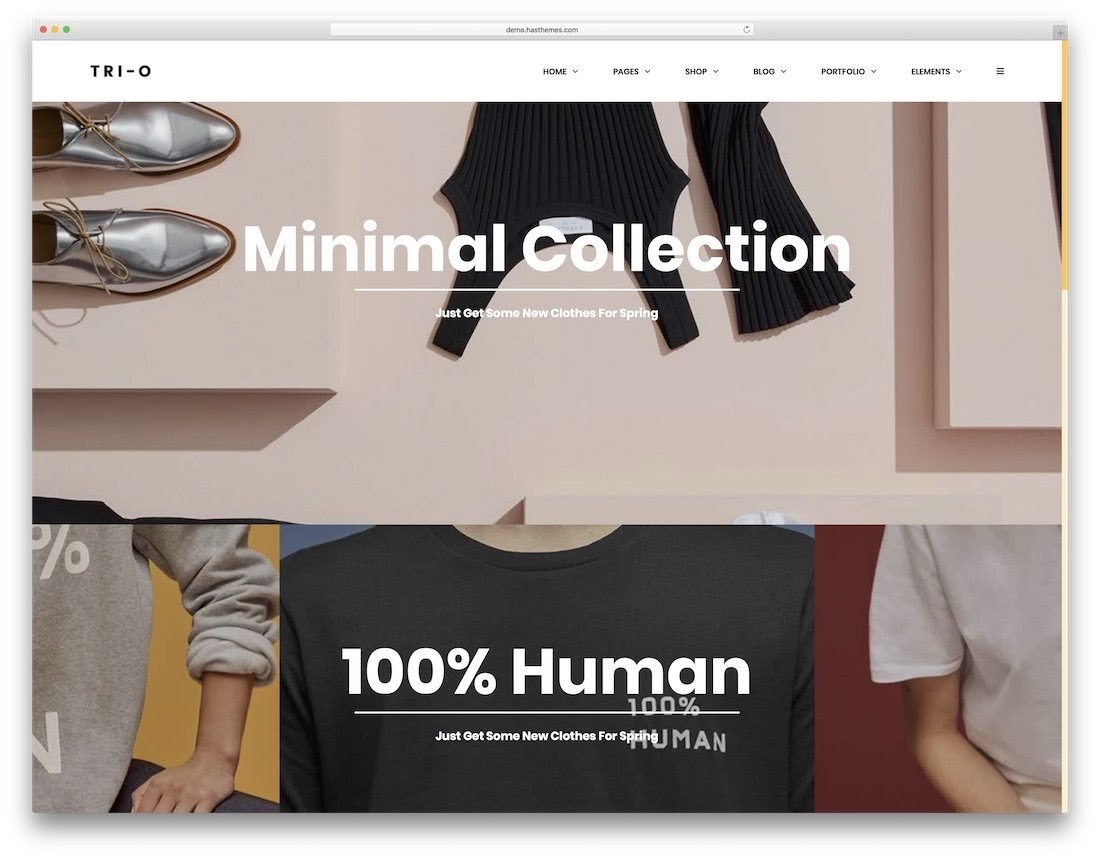 demo.hasthemes.com
TRI-O
HOME PAGES SHOP BLOG PORTFOLIO ELEMENTS
Minimal Collection
Just Get Some New Clothes For Spring
%
N
100% Human
100%
HUMAN
Just Get Some New Clothes For Spring